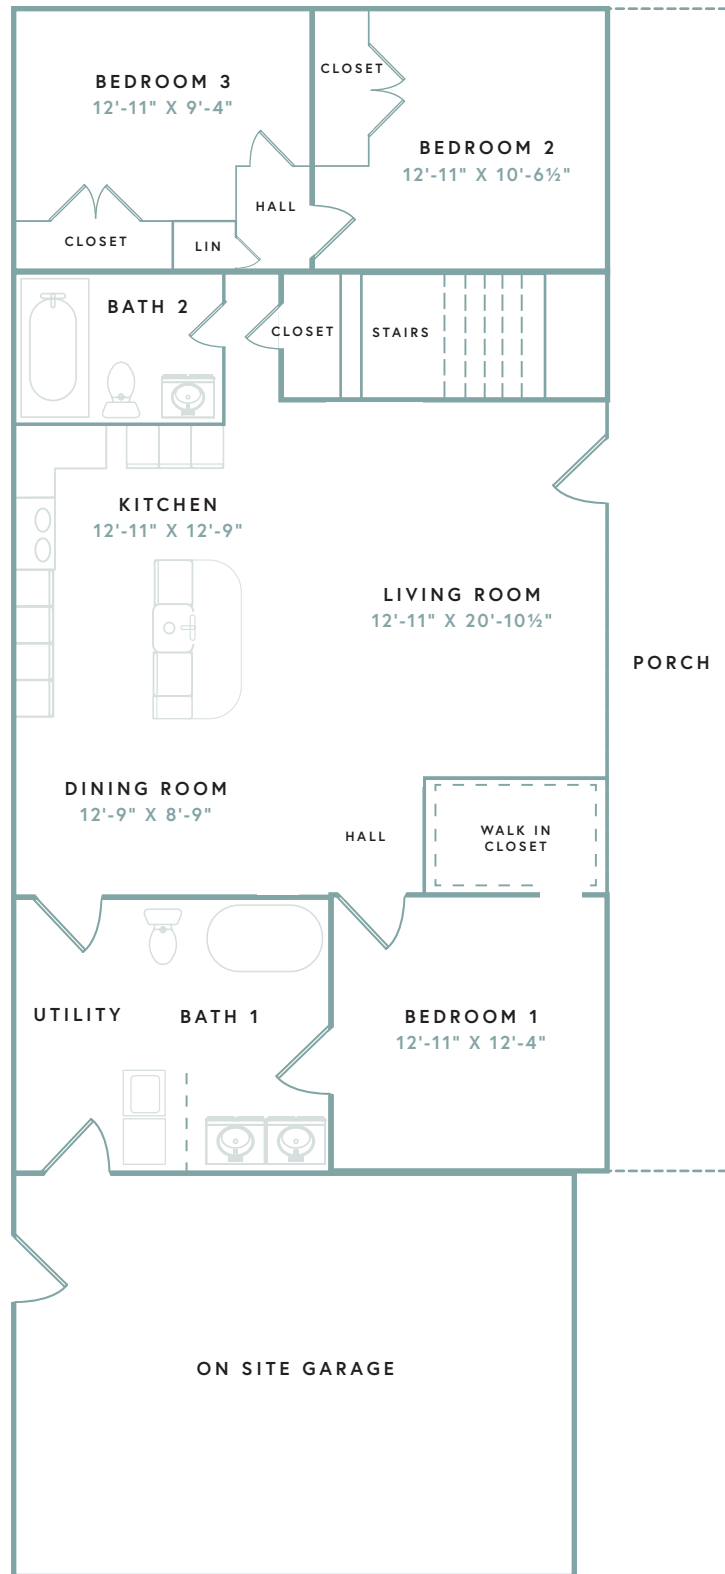 BEDROOM 3
12'-11" X 9'-4"
CLOSET
BEDROOM 2
12'-11" X 10'-6½"
HALL
CLOSET
LIN
BATH 2
CLOSET
STAIRS
KITCHEN
12'-11" X 12'-9"
LIVING ROOM
12'-11" X 20'-10½"
PORCH
DINING ROOM
12'-9" X 8'-9"
HALL
WALK IN
CLOSET
UTILITY
BATH 1
BEDROOM 1
12'-11" X 12'-4"
ON SITE GARAGE